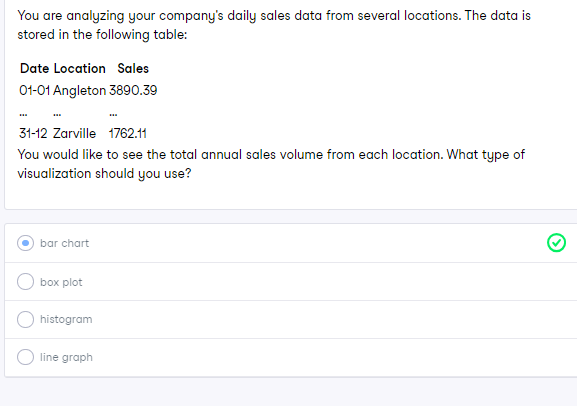 You are analyzing your company's daily sales data from several locations. The data is
stored in the following table:
Date Location Sales
01-01 Angleton 3890.39
... ... ...
31-12 Zarville 1762.11
You would like to see the total annual sales volume from each location. What type of
visualization should you use?
bar chart
box plot
histogram
line graph